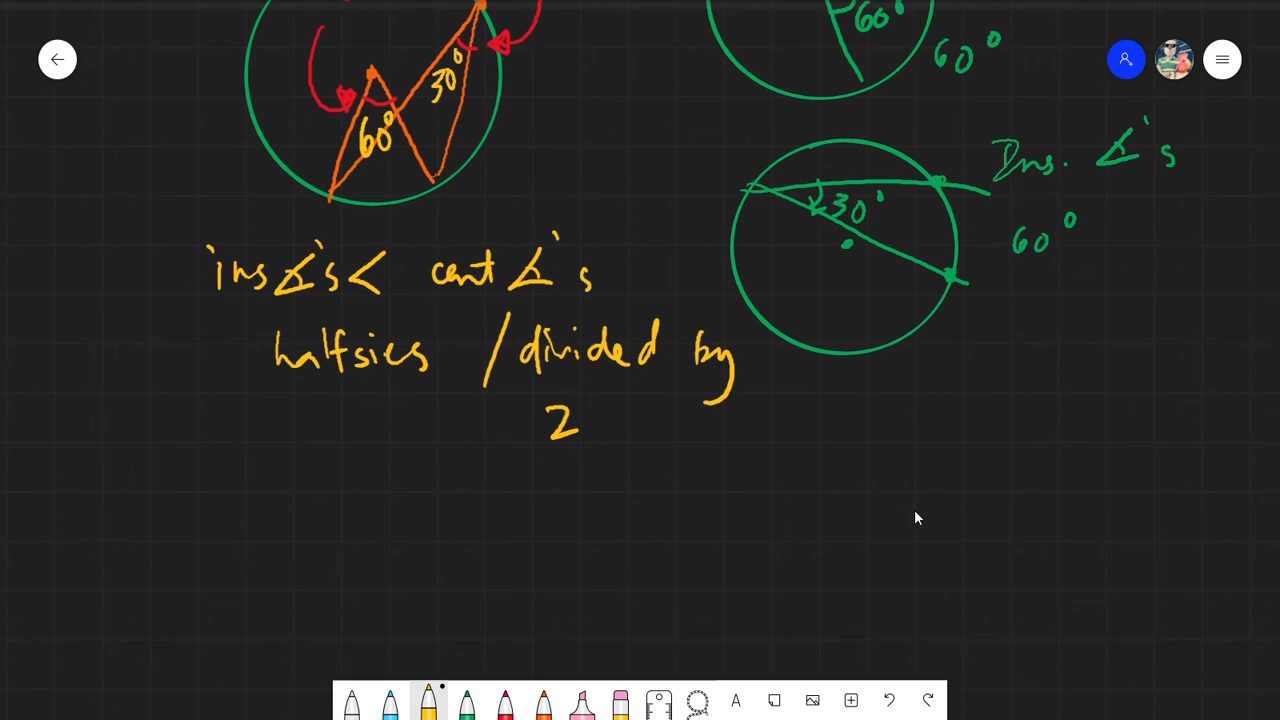 60°
60°
30°
60°
Ins. ∡'s
30°
60°
ins∡'s < cent ∡'s
halfsies / divided by
2
A